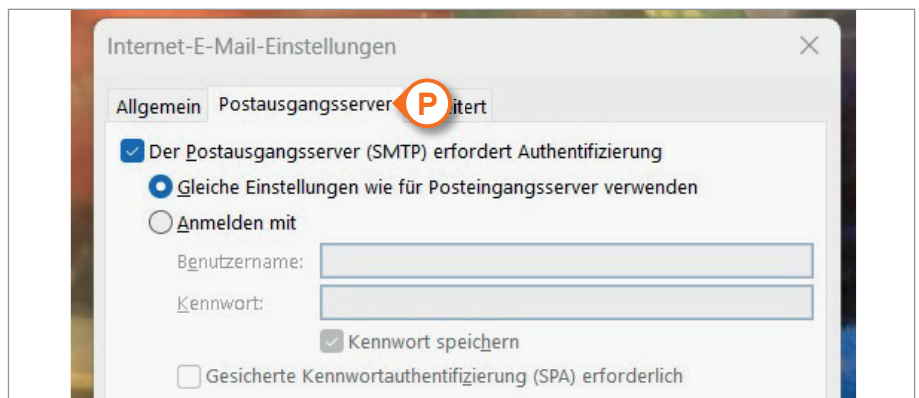 Internet-E-Mail-Einstellungen
Allgemein Postausgangsserver P itert
Der Postausgangsserver (SMTP) erfordert Authentifizierung
Gleiche Einstellungen wie für Posteingangsserver verwenden
Anmelden mit
Benutzername:
Kennwort:
Kennwort speichern
Gesicherte Kennwortauthentifizierung (SPA) erforderlich